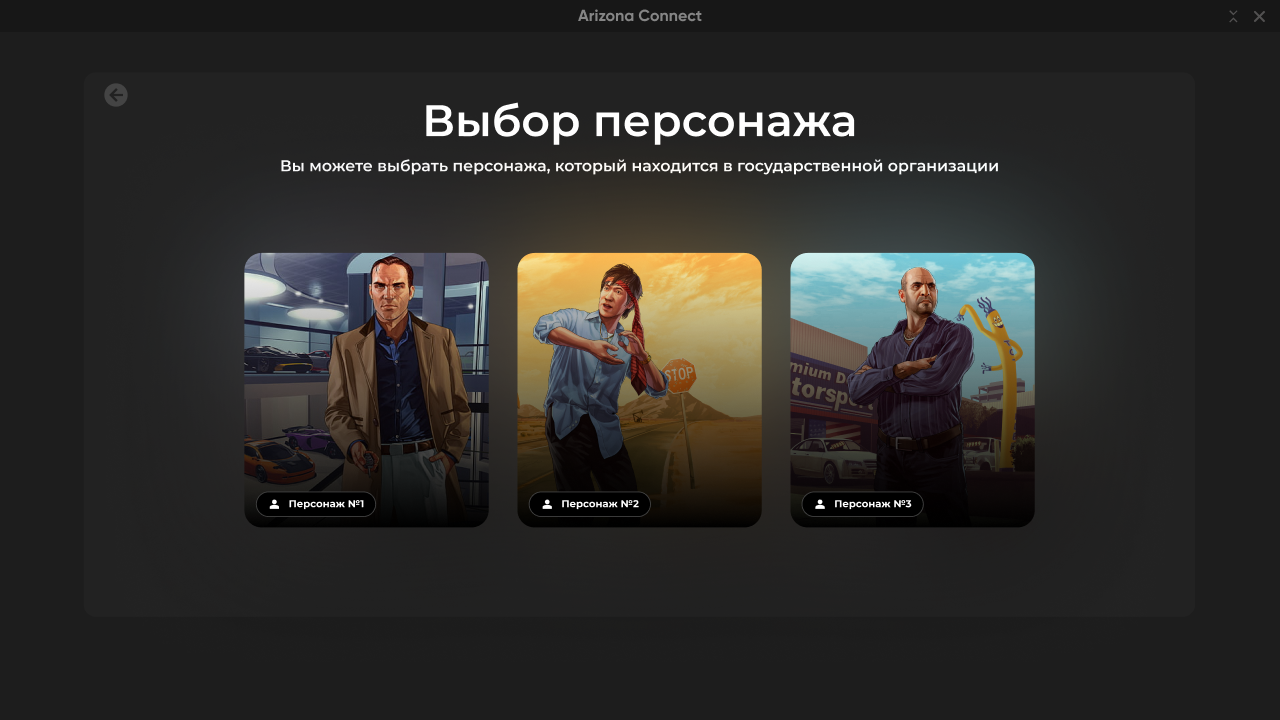 Arizona Connect
Выбор персонажа
Вы можете выбрать персонажа, который находится в государственной организации
STOP
mium D
torsport
Персонаж №1
Персонаж №2
Персонаж №3